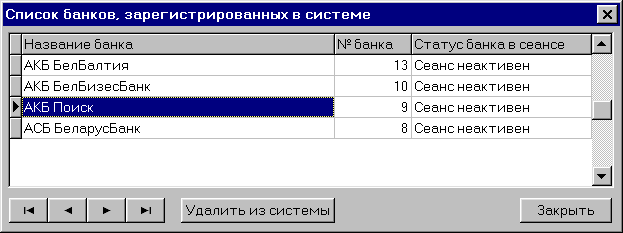 Список банков, зарегистрированных в системе
Название банка № банка Статус банка в сеансе
АКБ БелБалтия 13 Сеанс неактивен
АКБ БелБизесБанк 10 Сеанс неактивен
АКБ Поиск 9 Сеанс неактивен
АСБ БеларусБанк 8 Сеанс неактивен
Удалить из системы Закрыть